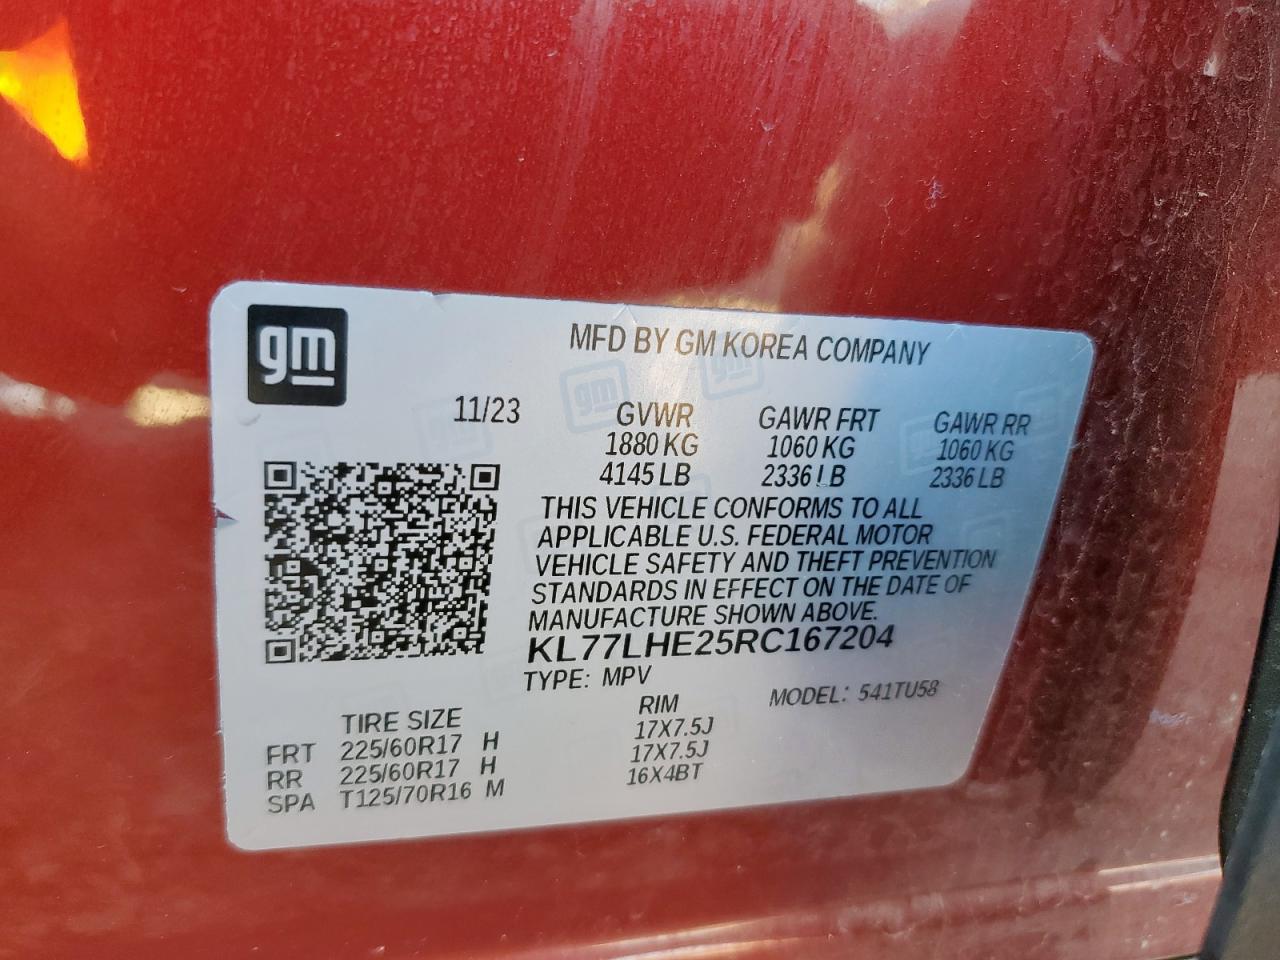 gm
MFD BY GM KOREA COMPANY
11/23 GVWR GAWR FRT GAWR RR
1880 KG 1060 KG 1060 KG
4145 LB 2336 LB 2336 LB
THIS VEHICLE CONFORMS TO ALL
APPLICABLE U.S. FEDERAL MOTOR
VEHICLE SAFETY AND THEFT PREVENTION
STANDARDS IN EFFECT ON THE DATE OF
MANUFACTURE SHOWN ABOVE.
KL77LHE25RC167204
TYPE: MPV MODEL: 541TU58
TIRE SIZE RIM
FRT 225/60R17 H 17X7.5J
RR 225/60R17 H 17X7.5J
SPA T125/70R16 M 16X4BT